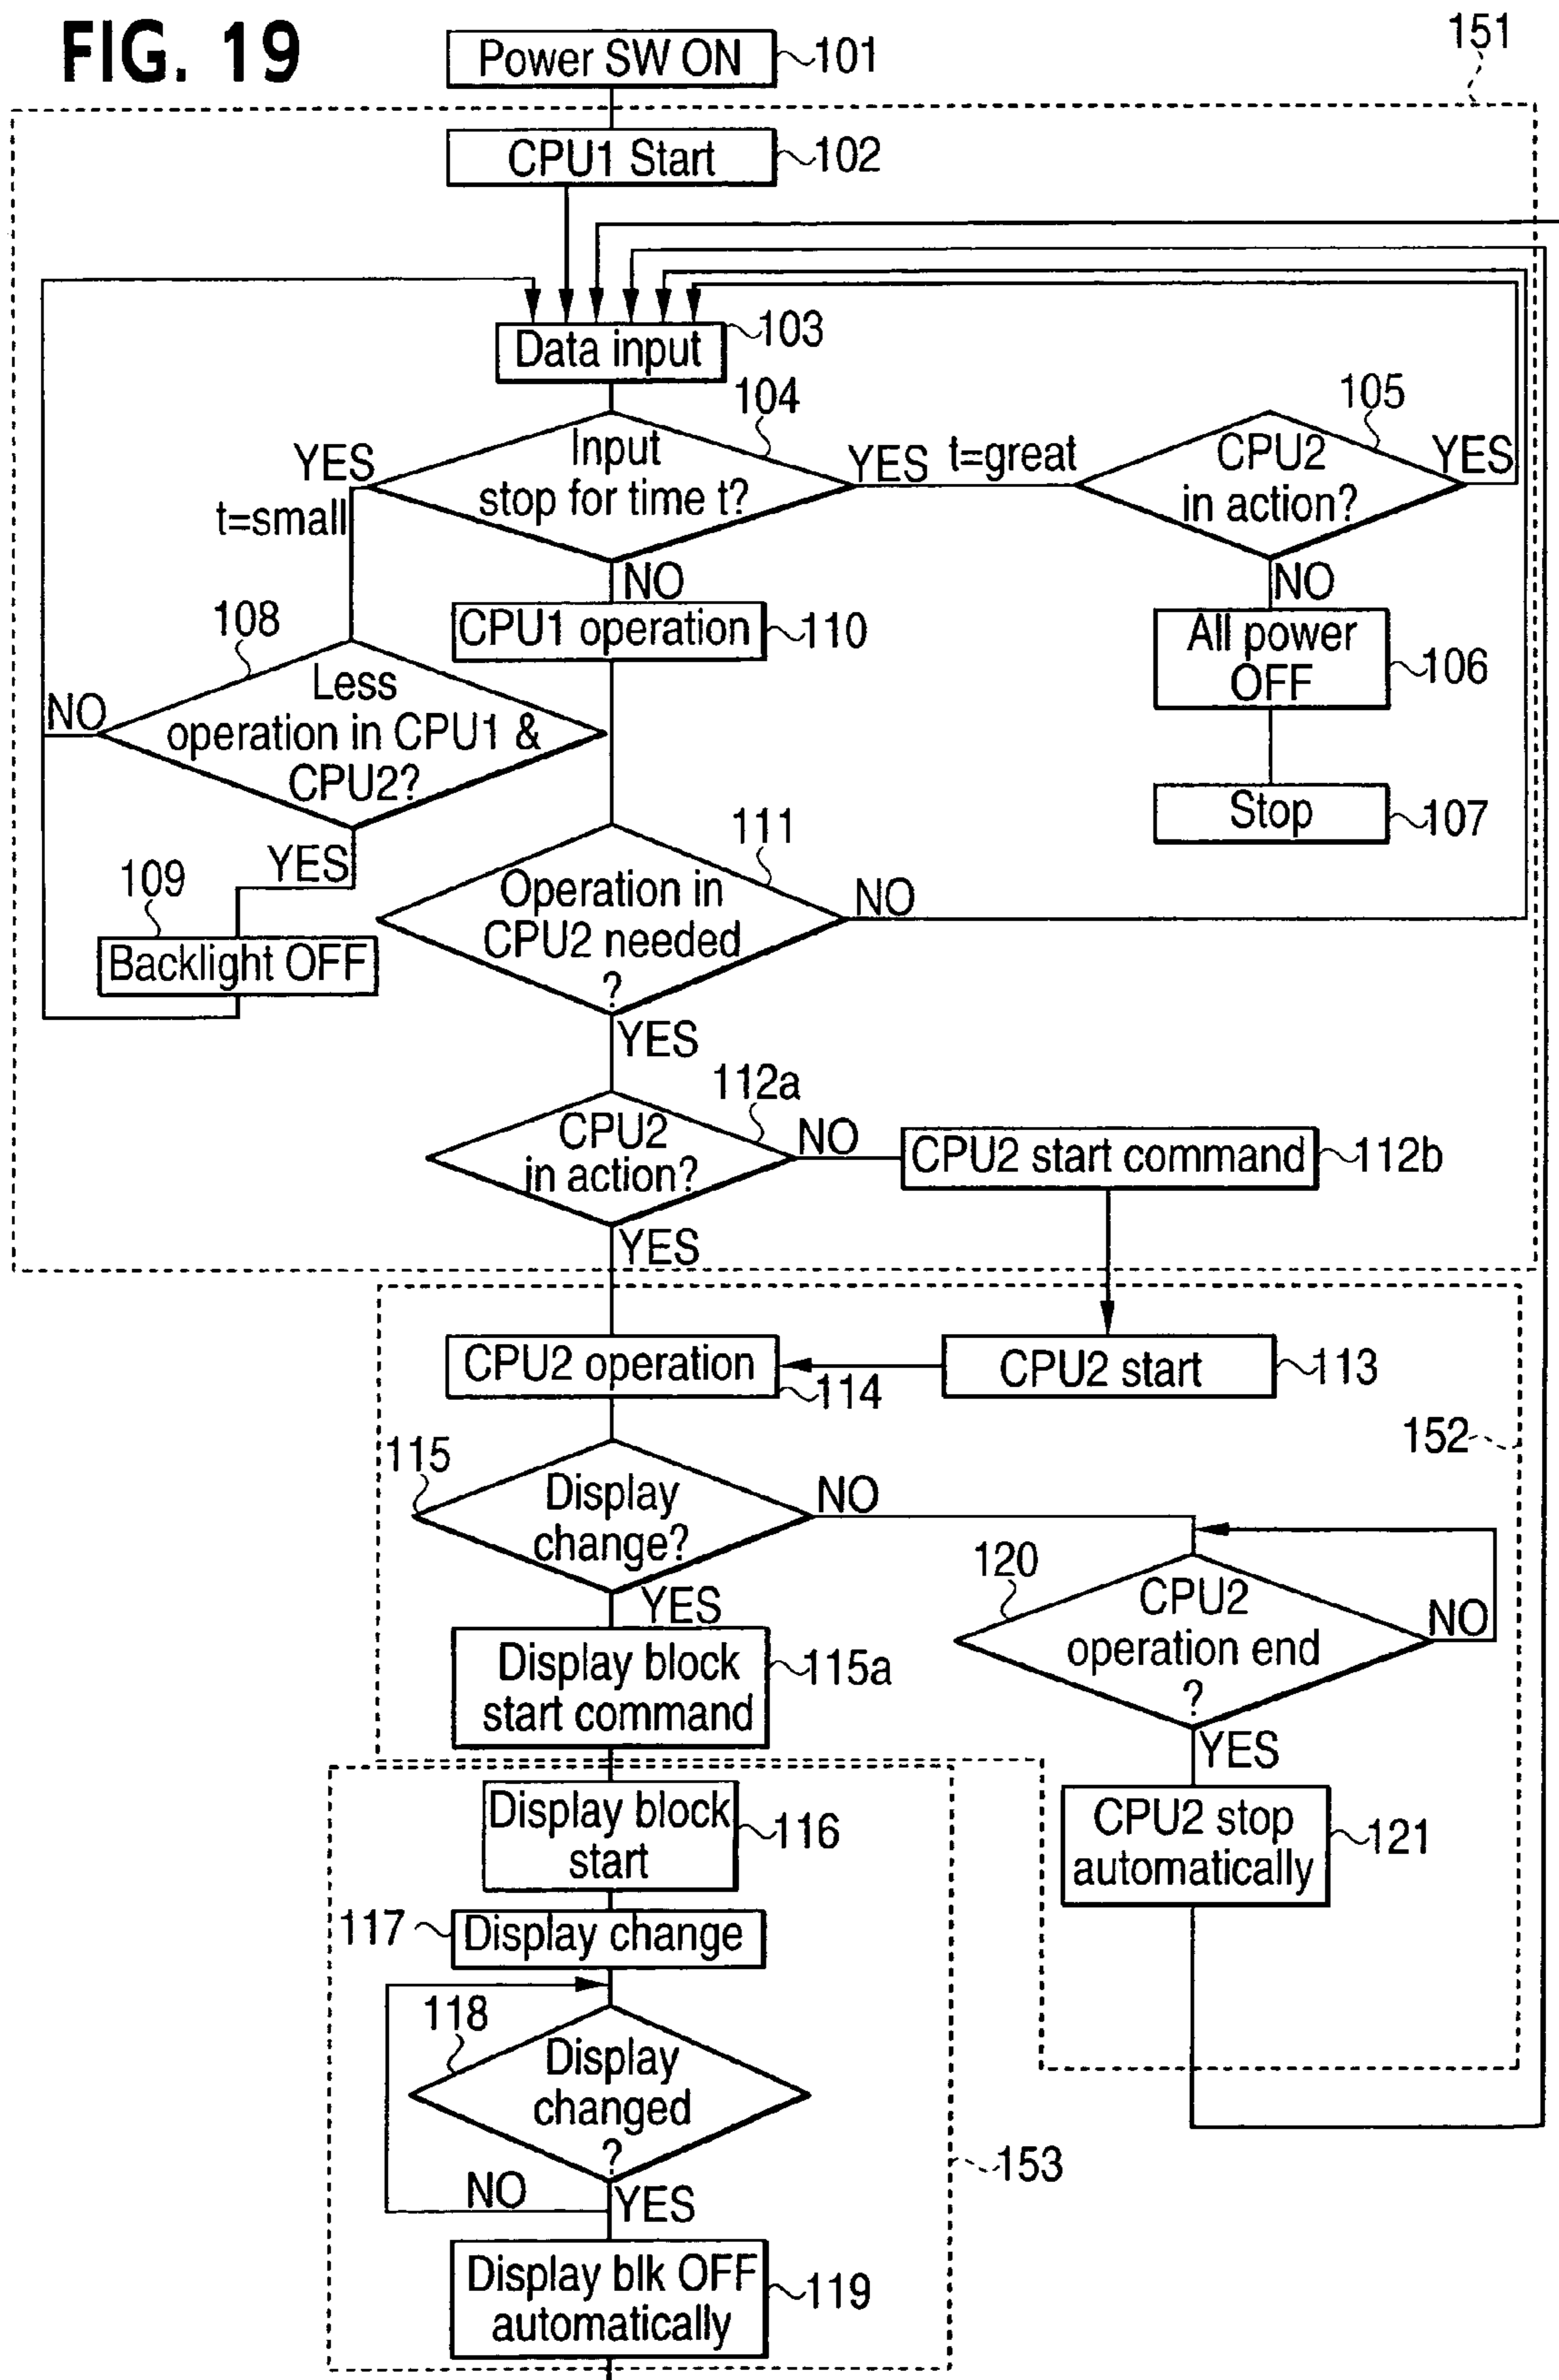 FIG. 19
151
Power SW ON
101
CPU1 Start
102
Data input
103
104
Input
stop for time t?
YES
t=small
YES t=great
105
CPU2
in action?
YES
NO
NO
CPU1 operation
110
All power
OFF
106
108
Less
operation in CPU1 &
CPU2?
NO
YES
Stop
107
111
Operation in
CPU2 needed
?
NO
YES
109
Backlight OFF
112a
CPU2
in action?
NO
CPU2 start command
112b
YES
CPU2 operation
114
CPU2 start
113
152
115
Display
change?
NO
YES
120
CPU2
operation end
?
NO
YES
Display block
start command
115a
Display block
start
116
CPU2 stop
automatically
121
117
Display change
118
Display
changed
?
NO
YES
153
Display blk OFF
automatically
119